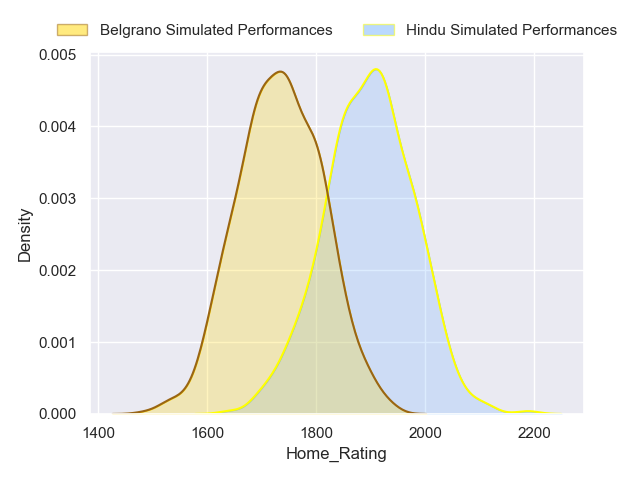 Belgrano Simulated Performances
Hindu Simulated Performances
0.005
0.004
0.003
0.002
0.001
0.000
Density
1400
1600
1800
2000
2200
Home_Rating